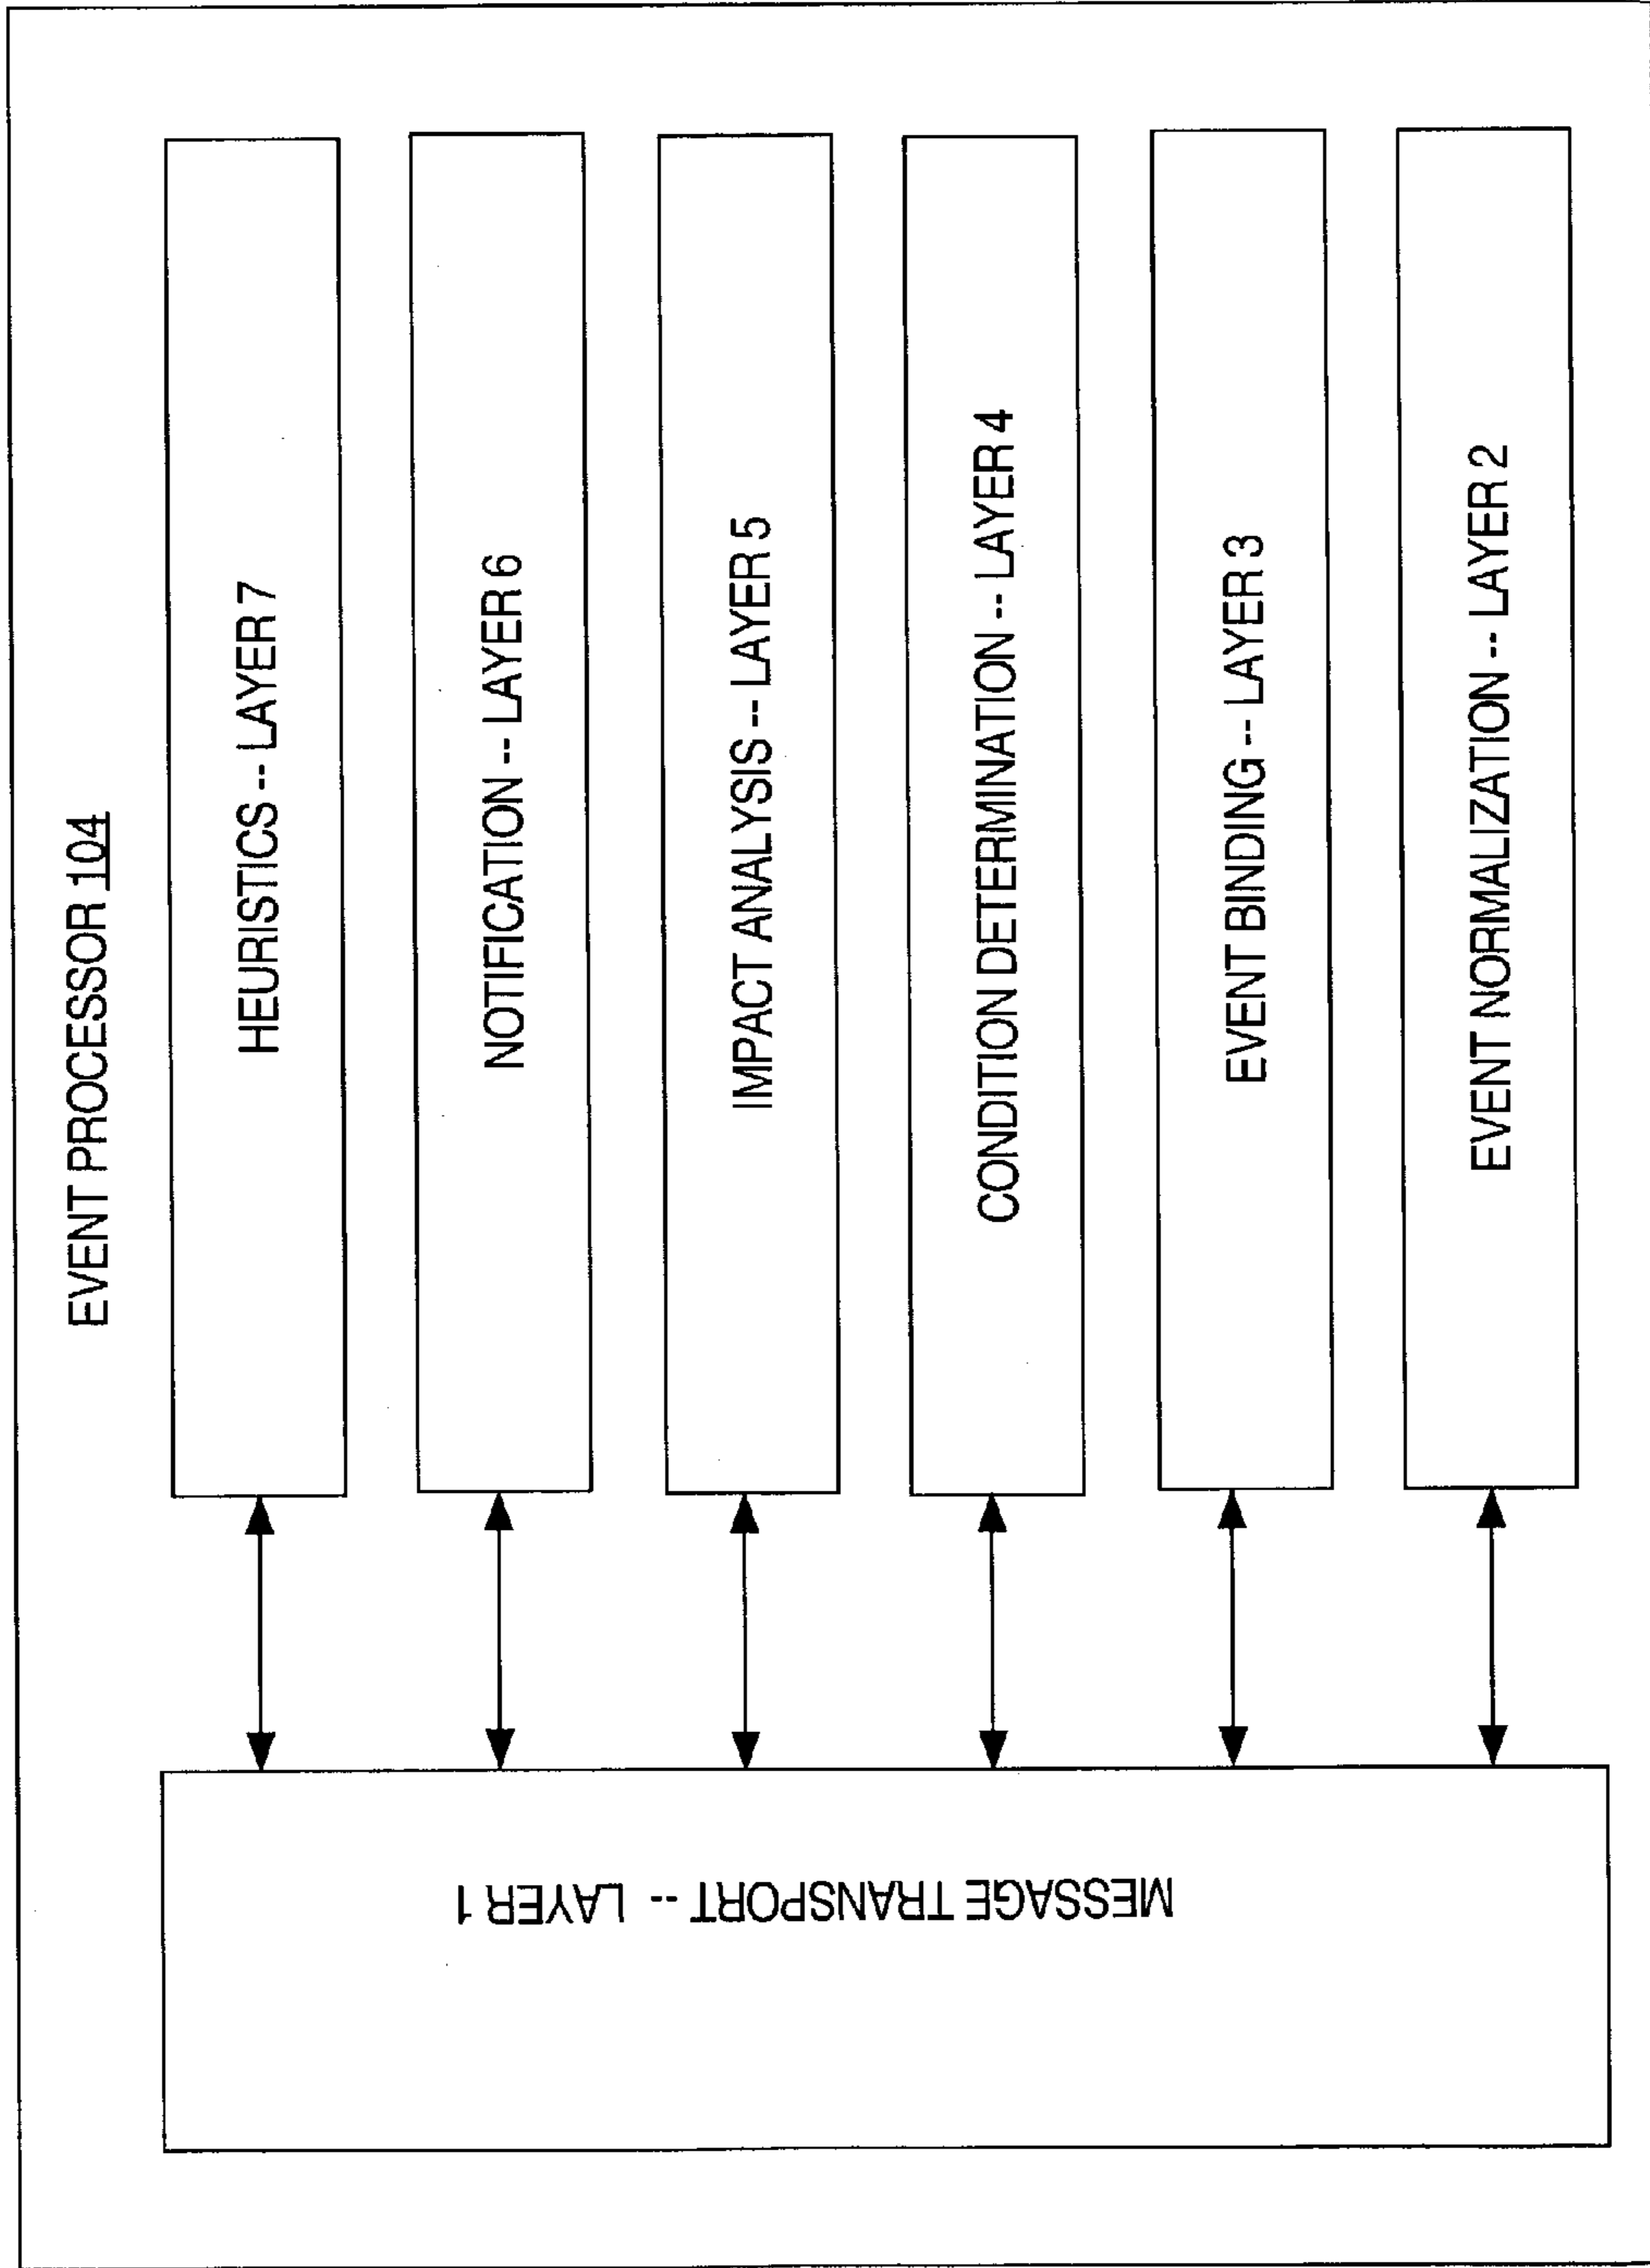 EVENT PROCESSOR 104
HEURISTICS -- LAYER 7
NOTIFICATION -- LAYER 6
IMPACT ANALYSIS -- LAYER 5
CONDITION DETERMINATION -- LAYER 4
EVENT BINDING -- LAYER 3
EVENT NORMALIZATION -- LAYER 2
MESSAGE TRANSPORT -- LAYER 1